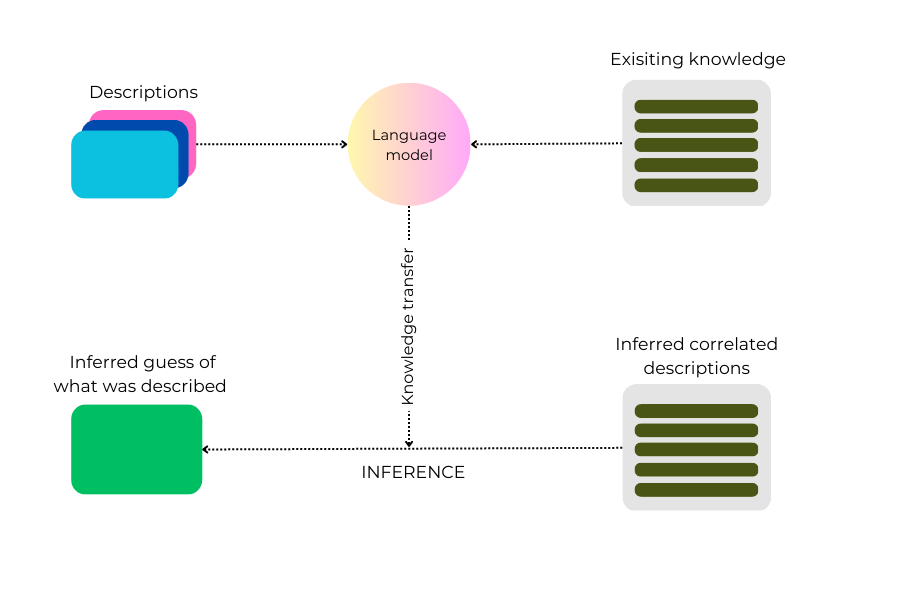 Exisiting knowledge
Descriptions
Language
model
Knowledge transfer
Inferred guess of
what was described
Inferred correlated
descriptions
INFERENCE